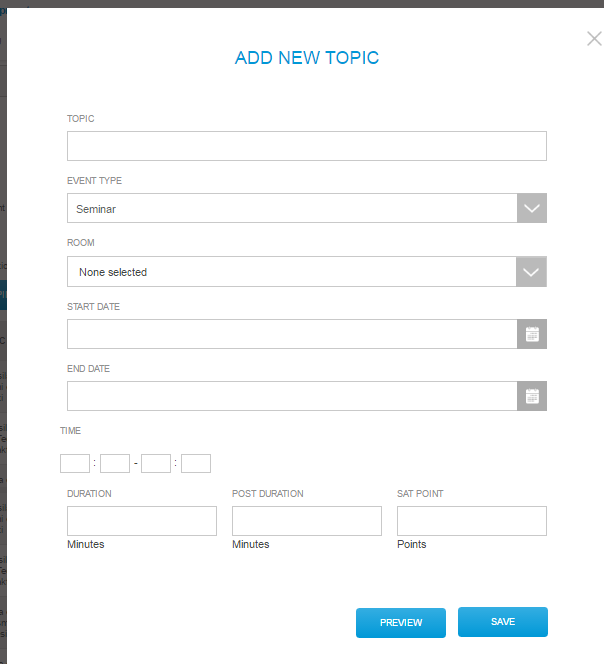 ADD NEW TOPIC
TOPIC
EVENT TYPE
Seminar
ROOM
None selected
START DATE
END DATE
TIME
: - :
DURATION POST DURATION SAT POINT
Minutes Minutes Points
PREVIEW SAVE